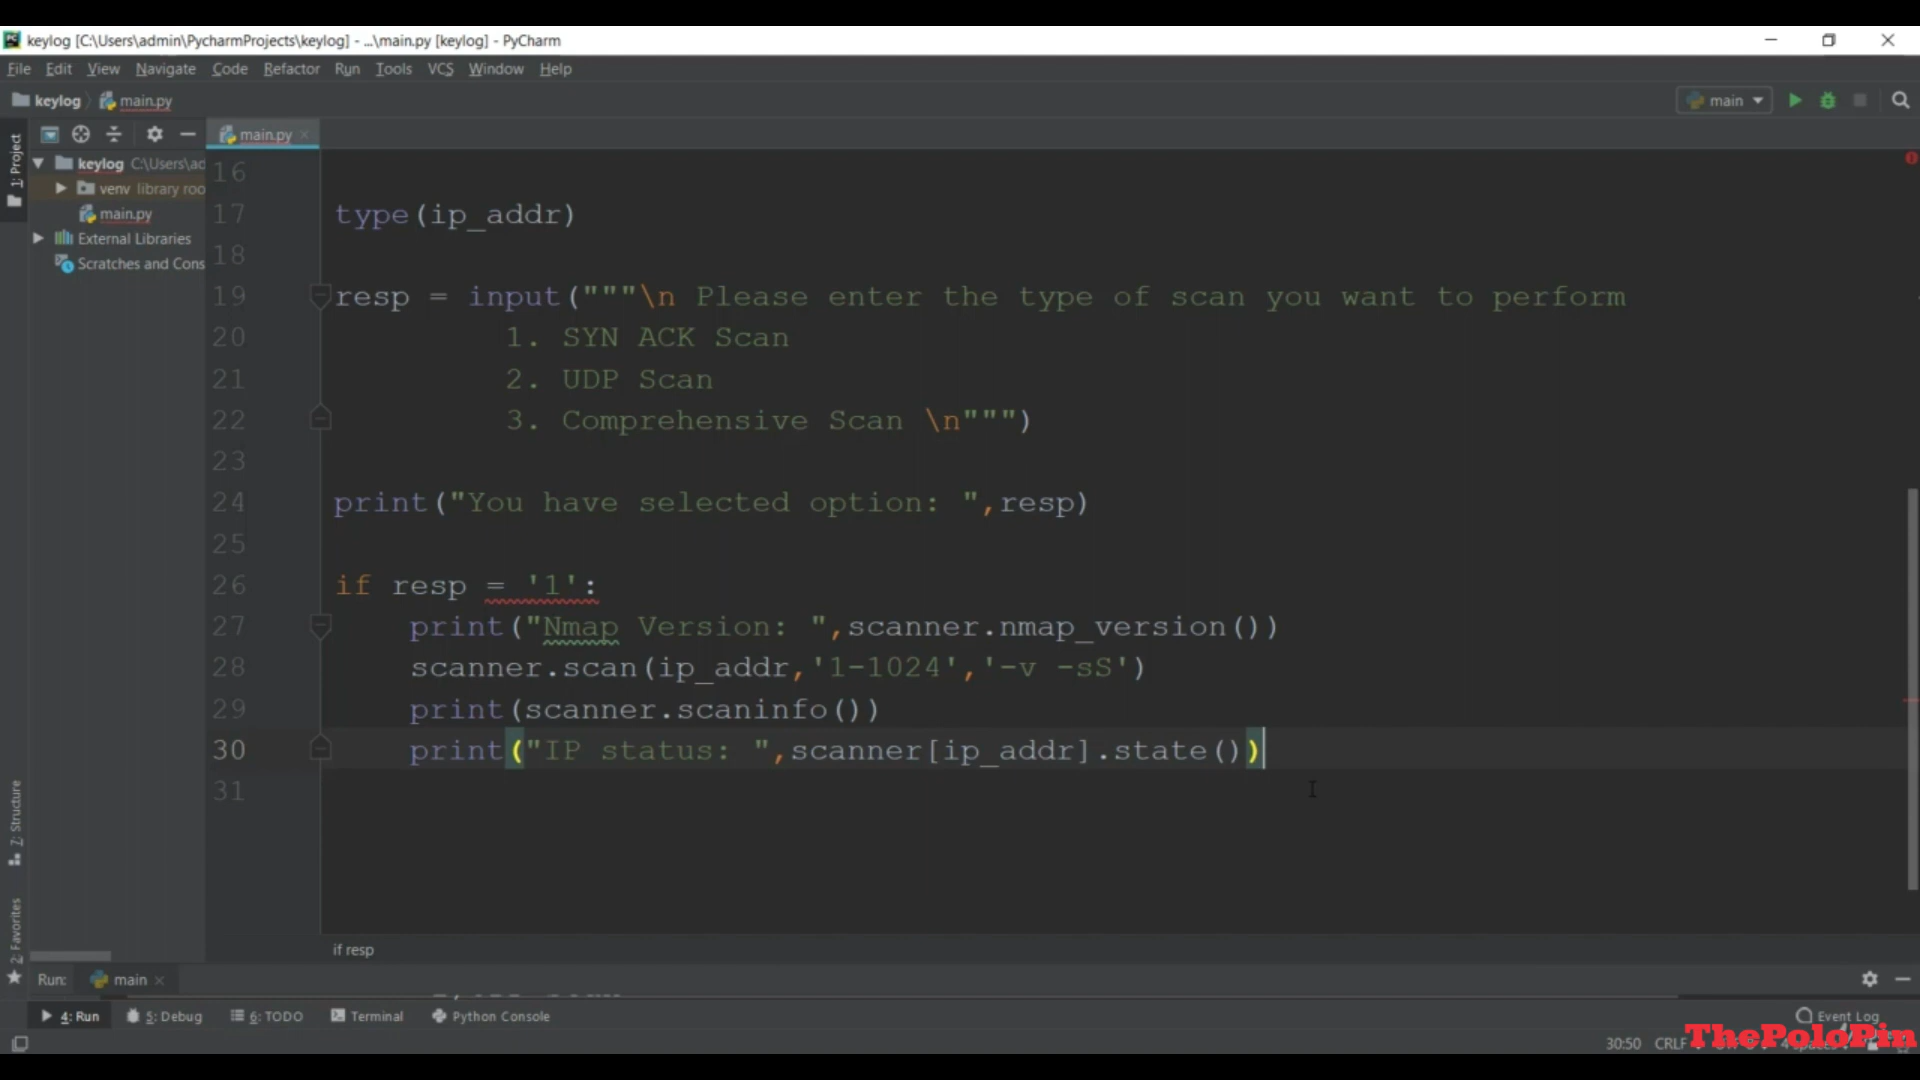 keylog [C:\Users\admin\PycharmProjects\keylog] - ...\main.py [keylog] - PyCharm
File Edit View Navigate Code Refactor Run Tools VCS Window Help
keylog main.py
main
1: Project
main.py
keylog C:\Users\ad
venv library roo
main.py
External Libraries
Scratches and Cons
16
17 type(ip_addr)
18
19 resp = input("""\n Please enter the type of scan you want to perform
20 1. SYN ACK Scan
21 2. UDP Scan
22 3. Comprehensive Scan \n""")
23
24 print("You have selected option: ",resp)
25
26 if resp = '1':
27 print("Nmap Version: ",scanner.nmap_version())
28 scanner.scan(ip_addr,'1-1024','-v -sS')
29 print(scanner.scaninfo())
30 print("IP status: ",scanner[ip_addr].state())
31
7: Structure
2: Favorites
if resp
Run: main
4: Run 5: Debug 6: TODO Terminal Python Console
Event Log
30:50 CRLF
ThePoloPin